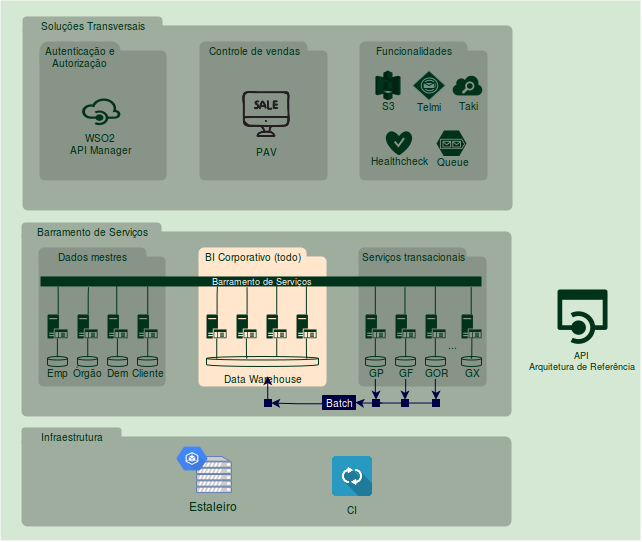 Soluções Transversais
Autenticação e
Autorização
WSO2
API Manager
Controle de vendas
SALE
PAV
Funcionalidades
S3
Telmi
Taki
Healthcheck
Queue
Barramento de Serviços
Dados mestres
BI Corporativo (todo)
Serviços transacionais
Barramento de Serviços
Emp
Orgão
Dem
Cliente
Data Warehouse
...
GP
GF
GOR
GX
Batch
API
Arquitetura de Referência
Infraestrutura
Estaleiro
CI